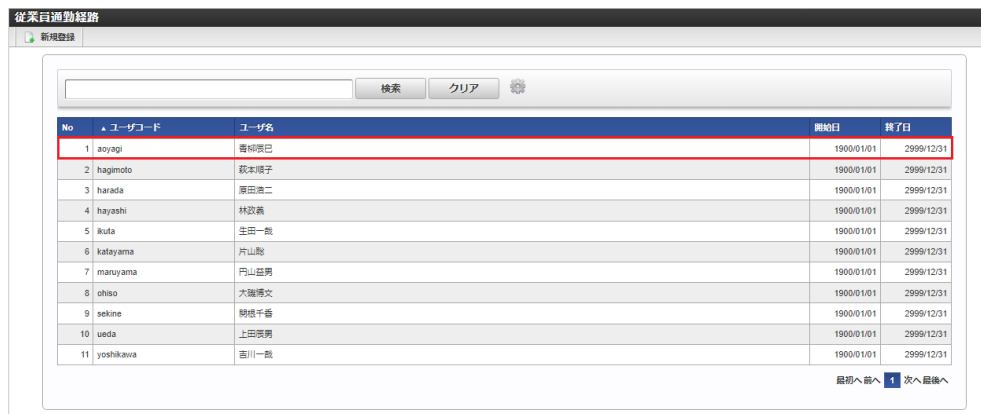 従業員通勤経路
新規登録
検索 クリア
No ▲ ユーザコード ユーザ名 開始日 終了日
1 aoyagi 青柳辰巳 1900/01/01 2999/12/31
2 hagimoto 萩本順子 1900/01/01 2999/12/31
3 harada 原田浩二 1900/01/01 2999/12/31
4 hayashi 林政義 1900/01/01 2999/12/31
5 ikuta 生田一哉 1900/01/01 2999/12/31
6 katayama 片山聡 1900/01/01 2999/12/31
7 maruyama 円山益男 1900/01/01 2999/12/31
8 ohiso 大磯博文 1900/01/01 2999/12/31
9 sekine 関根千香 1900/01/01 2999/12/31
10 ueda 上田辰男 1900/01/01 2999/12/31
11 yoshikawa 吉川一哉 1900/01/01 2999/12/31
最初へ 前へ 1 次へ 最後へ